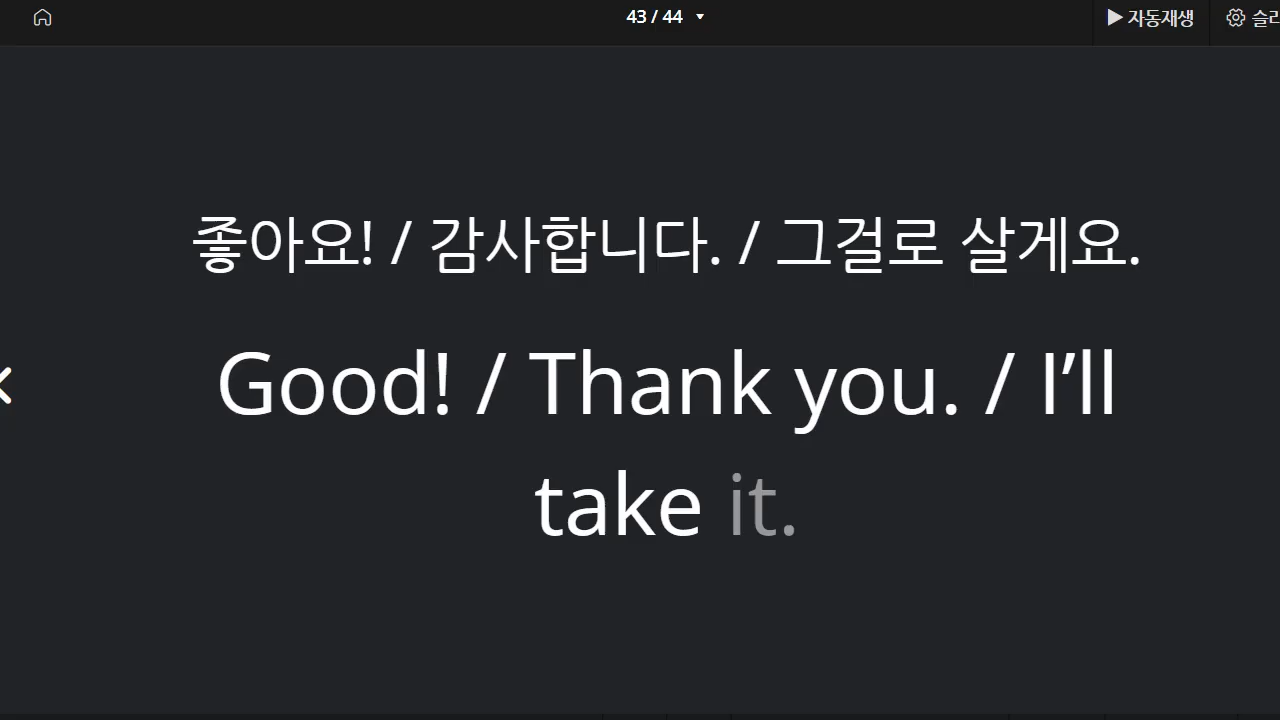 43 / 44
▶ 자동재생
좋아요! / 감사합니다. / 그걸로 살게요.
Good! / Thank you. / I’ll
take it.